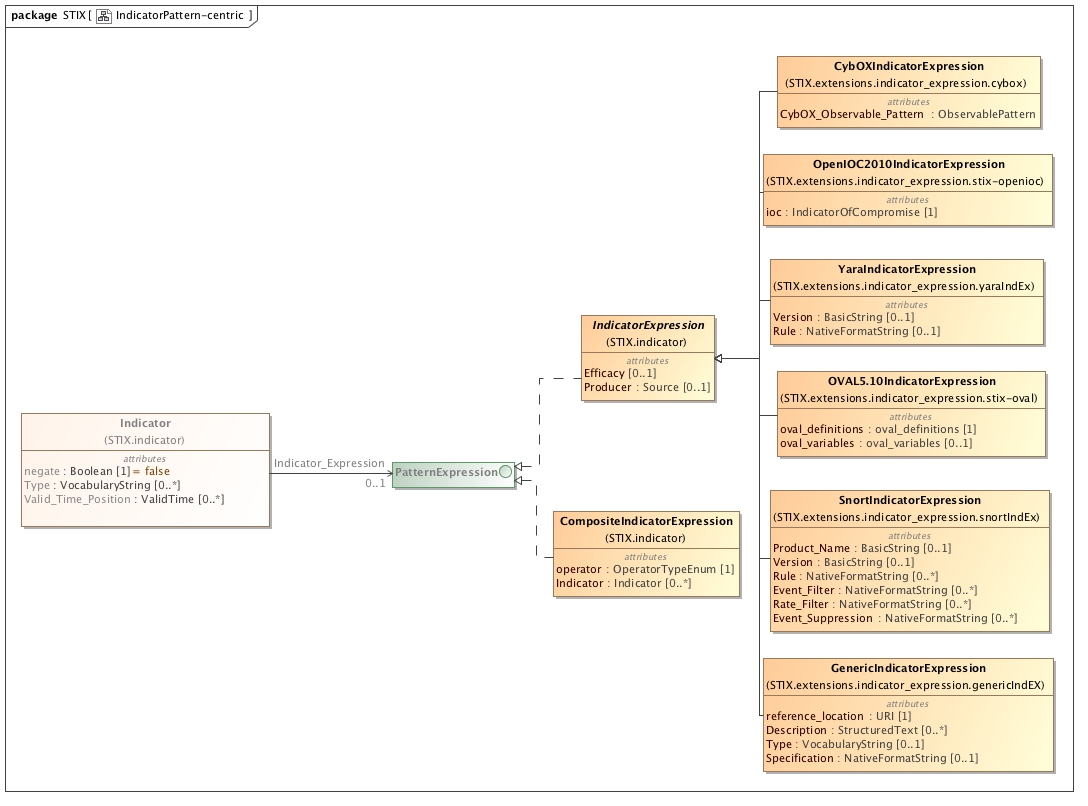 package STIX [ IndicatorPattern-centric ]
CybOXIndicatorExpression
(STIX.extensions.indicator_expression.cybox)
attributes
CybOX_Observable_Pattern : ObservablePattern
OpenIOC2010IndicatorExpression
(STIX.extensions.indicator_expression.stix-openioc)
attributes
ioc : IndicatorOfCompromise [1]
YaraIndicatorExpression
(STIX.extensions.indicator_expression.yaraIndEx)
attributes
Version : BasicString [0..1]
Rule : NativeFormatString [0..1]
IndicatorExpression
(STIX.indicator)
attributes
Efficacy [0..1]
Producer : Source [0..1]
OVAL5.10IndicatorExpression
(STIX.extensions.indicator_expression.stix-oval)
attributes
oval_definitions : oval_definitions [1]
oval_variables : oval_variables [0..1]
Indicator
(STIX.indicator)
attributes
negate : Boolean [1] = false
Type : VocabularyString [0..*]
Valid_Time_Position : ValidTime [0..*]
Indicator_Expression
0..1
PatternExpression
CompositeIndicatorExpression
(STIX.indicator)
attributes
operator : OperatorTypeEnum [1]
Indicator : Indicator [0..*]
SnortIndicatorExpression
(STIX.extensions.indicator_expression.snortIndEx)
attributes
Product_Name : BasicString [0..1]
Version : BasicString [0..1]
Rule : NativeFormatString [0..*]
Event_Filter : NativeFormatString [0..*]
Rate_Filter : NativeFormatString [0..*]
Event_Suppression : NativeFormatString [0..*]
GenericIndicatorExpression
(STIX.extensions.indicator_expression.genericIndEX)
attributes
reference_location : URI [1]
Description : StructuredText [0..*]
Type : VocabularyString [0..1]
Specification : NativeFormatString [0..1]